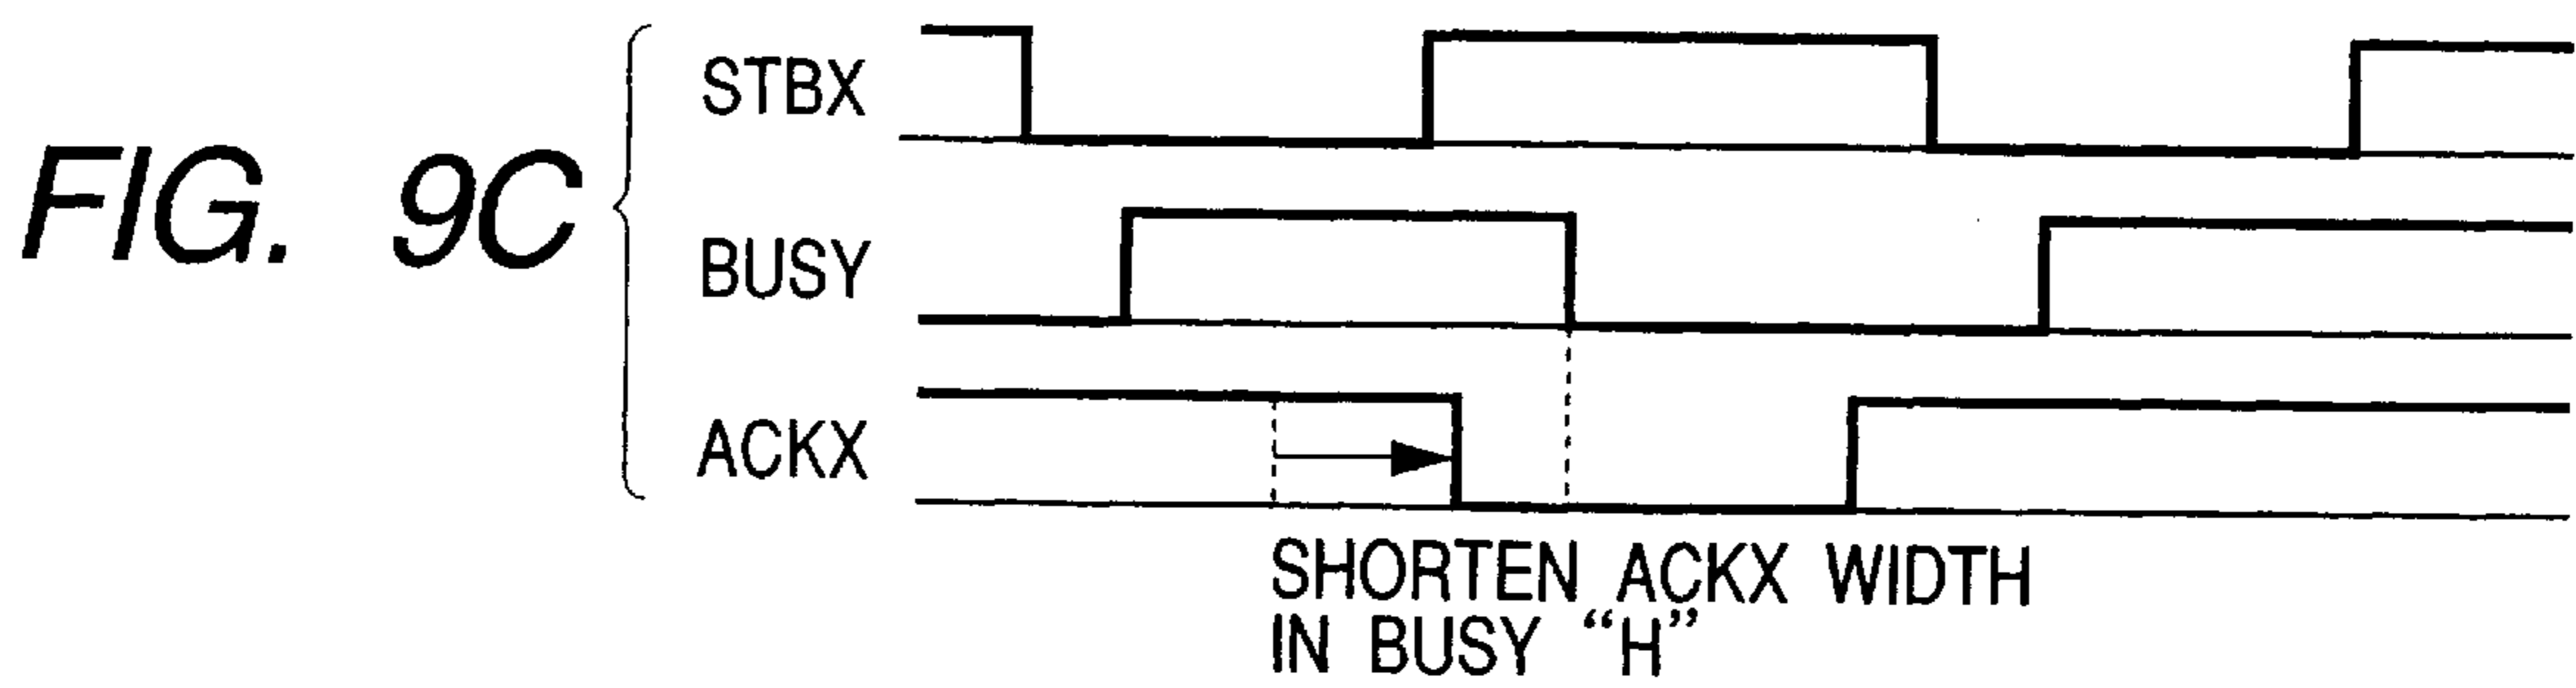 FIG. 9C
STBX
BUSY
ACKX
SHORTEN ACKX WIDTH
IN BUSY “H”